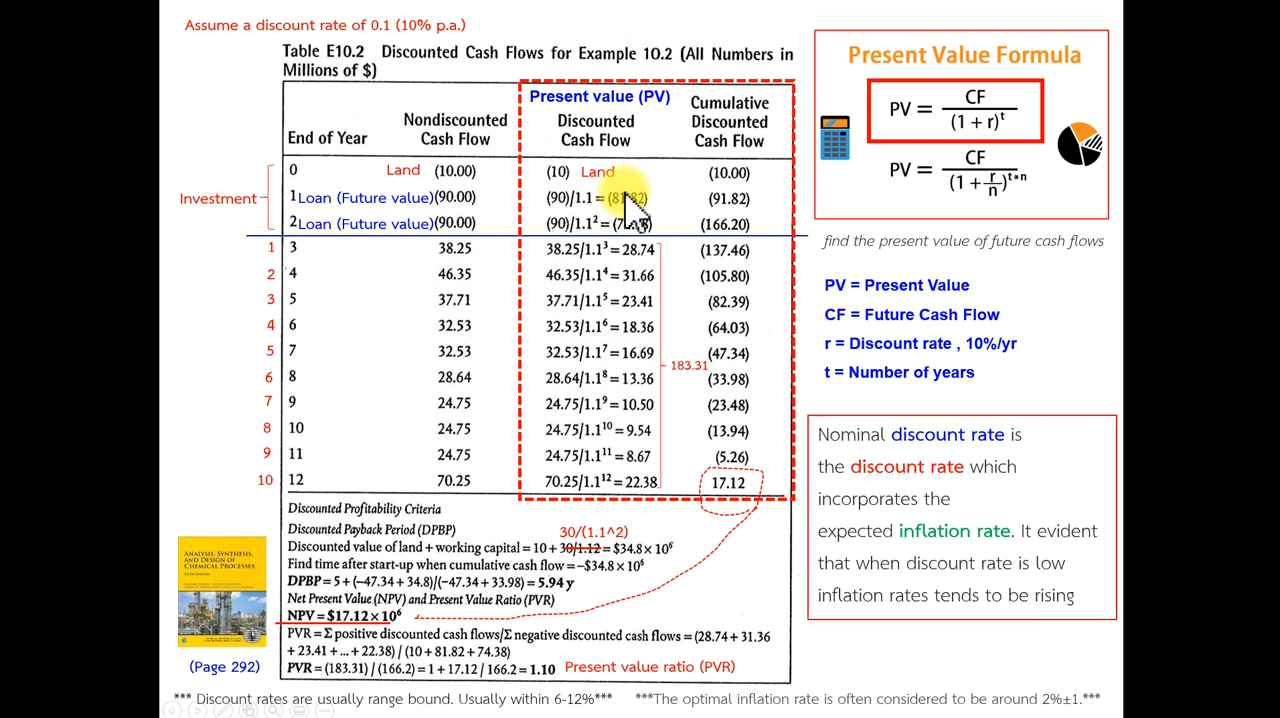 Assume a discount rate of 0.1 (10% p.a.)
Table E10.2 Discounted Cash Flows for Example 10.2 (All Numbers in
Millions of $)
End of Year
Nondiscounted
Cash Flow
Present value (PV)
Discounted
Cash Flow
Cumulative
Discounted
Cash Flow
Investment
0 Land (10.00) (10) Land (10.00)
1 Loan (Future value) (90.00) (90)/1.1 = (81.82) (91.82)
2 Loan (Future value) (90.00) (90)/1.1² = (7 (166.20)
1 3 38.25 38.25/1.1³ = 28.74 (137.46)
2 4 46.35 46.35/1.1⁴ = 31.66 (105.80)
3 5 37.71 37.71/1.1⁵ = 23.41 (82.39)
4 6 32.53 32.53/1.1⁶ = 18.36 (64.03)
5 7 32.53 32.53/1.1⁷ = 16.69 (47.34)
6 8 28.64 28.64/1.1⁸ = 13.36 (33.98)
7 9 24.75 24.75/1.1⁹ = 10.50 (23.48)
8 10 24.75 24.75/1.1¹⁰ = 9.54 (13.94)
9 11 24.75 24.75/1.1¹¹ = 8.67 (5.26)
10 12 70.25 70.25/1.1¹² = 22.38 17.12
183.31
Discounted Profitability Criteria
Discounted Payback Period (DPBP)
30/(1.1^2)
Discounted value of land + working capital = 10 + 30/1.12 = $34.8 x 10⁶
Find time after start-up when cumulative cash flow = –$34.8 x 10⁶
DPBP = 5 + (–47.34 + 34.8)/(–47.34 + 33.98) = 5.94 y
Net Present Value (NPV) and Present Value Ratio (PVR)
NPV = $17.12 x 10⁶
PVR = Σ positive discounted cash flows/Σ negative discounted cash flows = (28.74 + 31.36
+ 23.41 + ... + 22.38) / (10 + 81.82 + 74.38)
PVR = (183.31) / (166.2) = 1 + 17.12 / 166.2 = 1.10 Present value ratio (PVR)
ANALYSIS, SYNTHESIS,
AND DESIGN OF
CHEMICAL PROCESSES
(Page 292)
Present Value Formula
PV = CF / (1 + r)ᵗ
PV = CF / (1 + r/n)ᵗ*ⁿ
find the present value of future cash flows
PV = Present Value
CF = Future Cash Flow
r = Discount rate , 10%/yr
t = Number of years
Nominal discount rate is
the discount rate which
incorporates the
expected inflation rate. It evident
that when discount rate is low
inflation rates tends to be rising
*** Discount rates are usually range bound. Usually within 6-12%***
***The optimal inflation rate is often considered to be around 2%±1.***